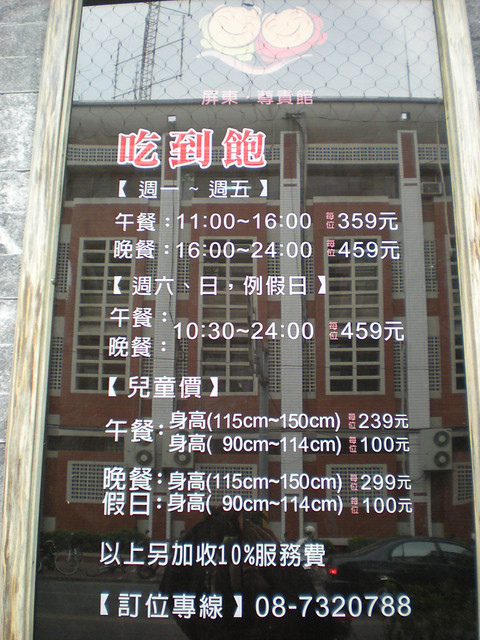 屏東·尊貴館
吃到飽
【 週一 ~ 週五 】
午餐:11:00~16:00 每位359元
晚餐:16:00~24:00 每位459元
【 週六、日,例假日 】
午餐:
晚餐:
10:30~24:00 每位459元
【 兒童價 】
午餐:身高(115cm~150cm) 每位239元
身高( 90cm~114cm) 每位100元
晚餐:身高(115cm~150cm) 每位299元
假日:身高( 90cm~114cm) 每位100元
以上另加收10%服務費
【 訂位專線 】08-7320788